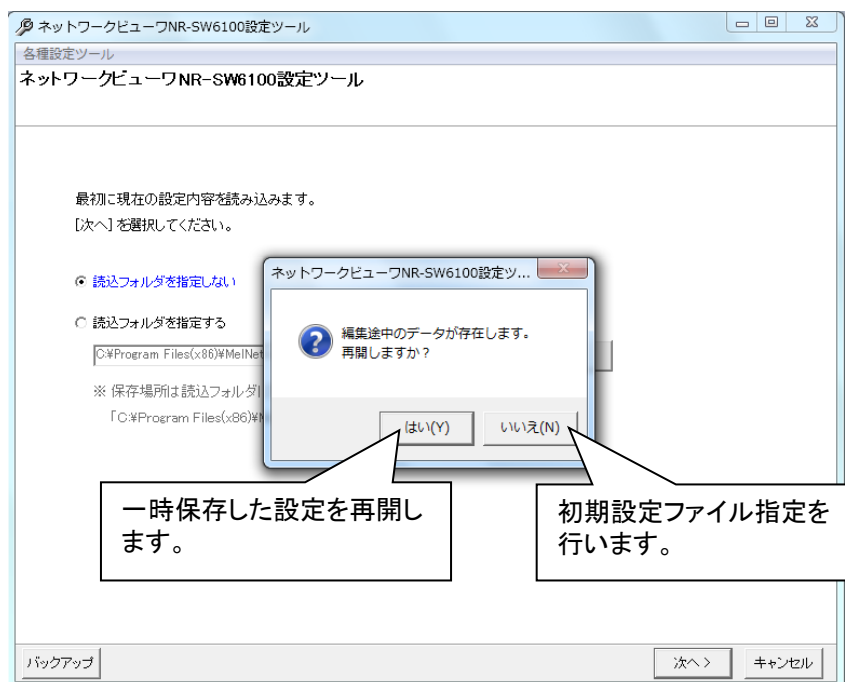 ネットワークビューワNR-SW6100設定ツール
各種設定ツール
ネットワークビューワNR-SW6100設定ツール
最初に現在の設定内容を読み込みます。
[次へ] を選択してください。
読込フォルダを指定しない
読込フォルダを指定する
C:¥Program Files(x86)¥MelNet
※ 保存場所は読込フォルダ
「C:¥Program Files(x86)¥
ネットワークビューワNR-SW6100設定ツ...
編集途中のデータが存在します。
再開しますか？
はい(Y)
いいえ(N)
一時保存した設定を再開し
ます。
初期設定ファイル指定を
行います。
バックアップ
次へ >
キャンセル